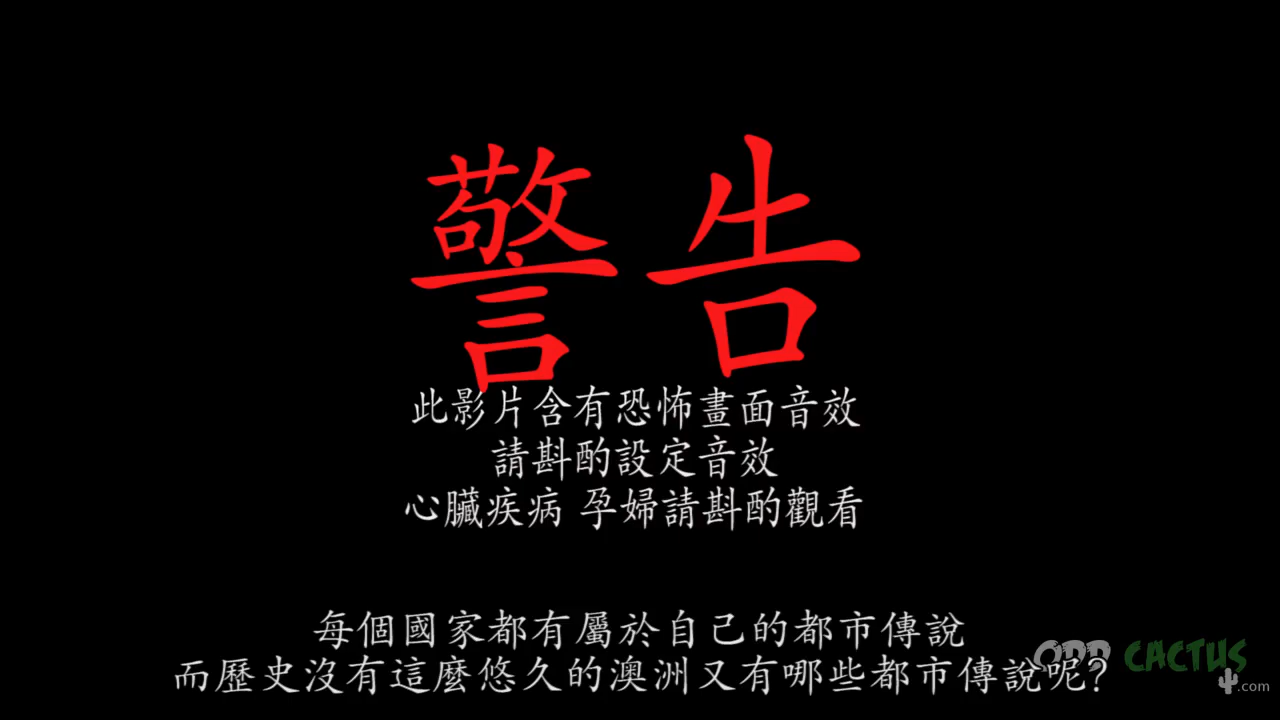 警告
此影片含有恐怖畫面音效
請斟酌設定音效
心臟疾病 孕婦請斟酌觀看
每個國家都有屬於自己的都市傳說
而歷史沒有這麼悠久的澳洲又有哪些都市傳說呢?
ODD CACTUS
.com